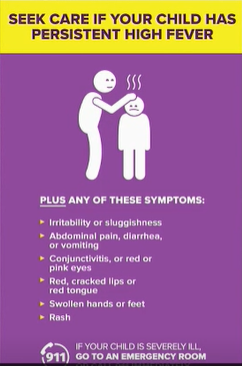 SEEK CARE IF YOUR CHILD HAS
PERSISTENT HIGH FEVER
PLUS ANY OF THESE SYMPTOMS:
Irritability or sluggishness
Abdominal pain, diarrhea,
or vomiting
Conjunctivitis, or red or
pink eyes
Red, cracked lips or
red tongue
Swollen hands or feet
Rash
911
IF YOUR CHILD IS SEVERELY ILL,
GO TO AN EMERGENCY ROOM